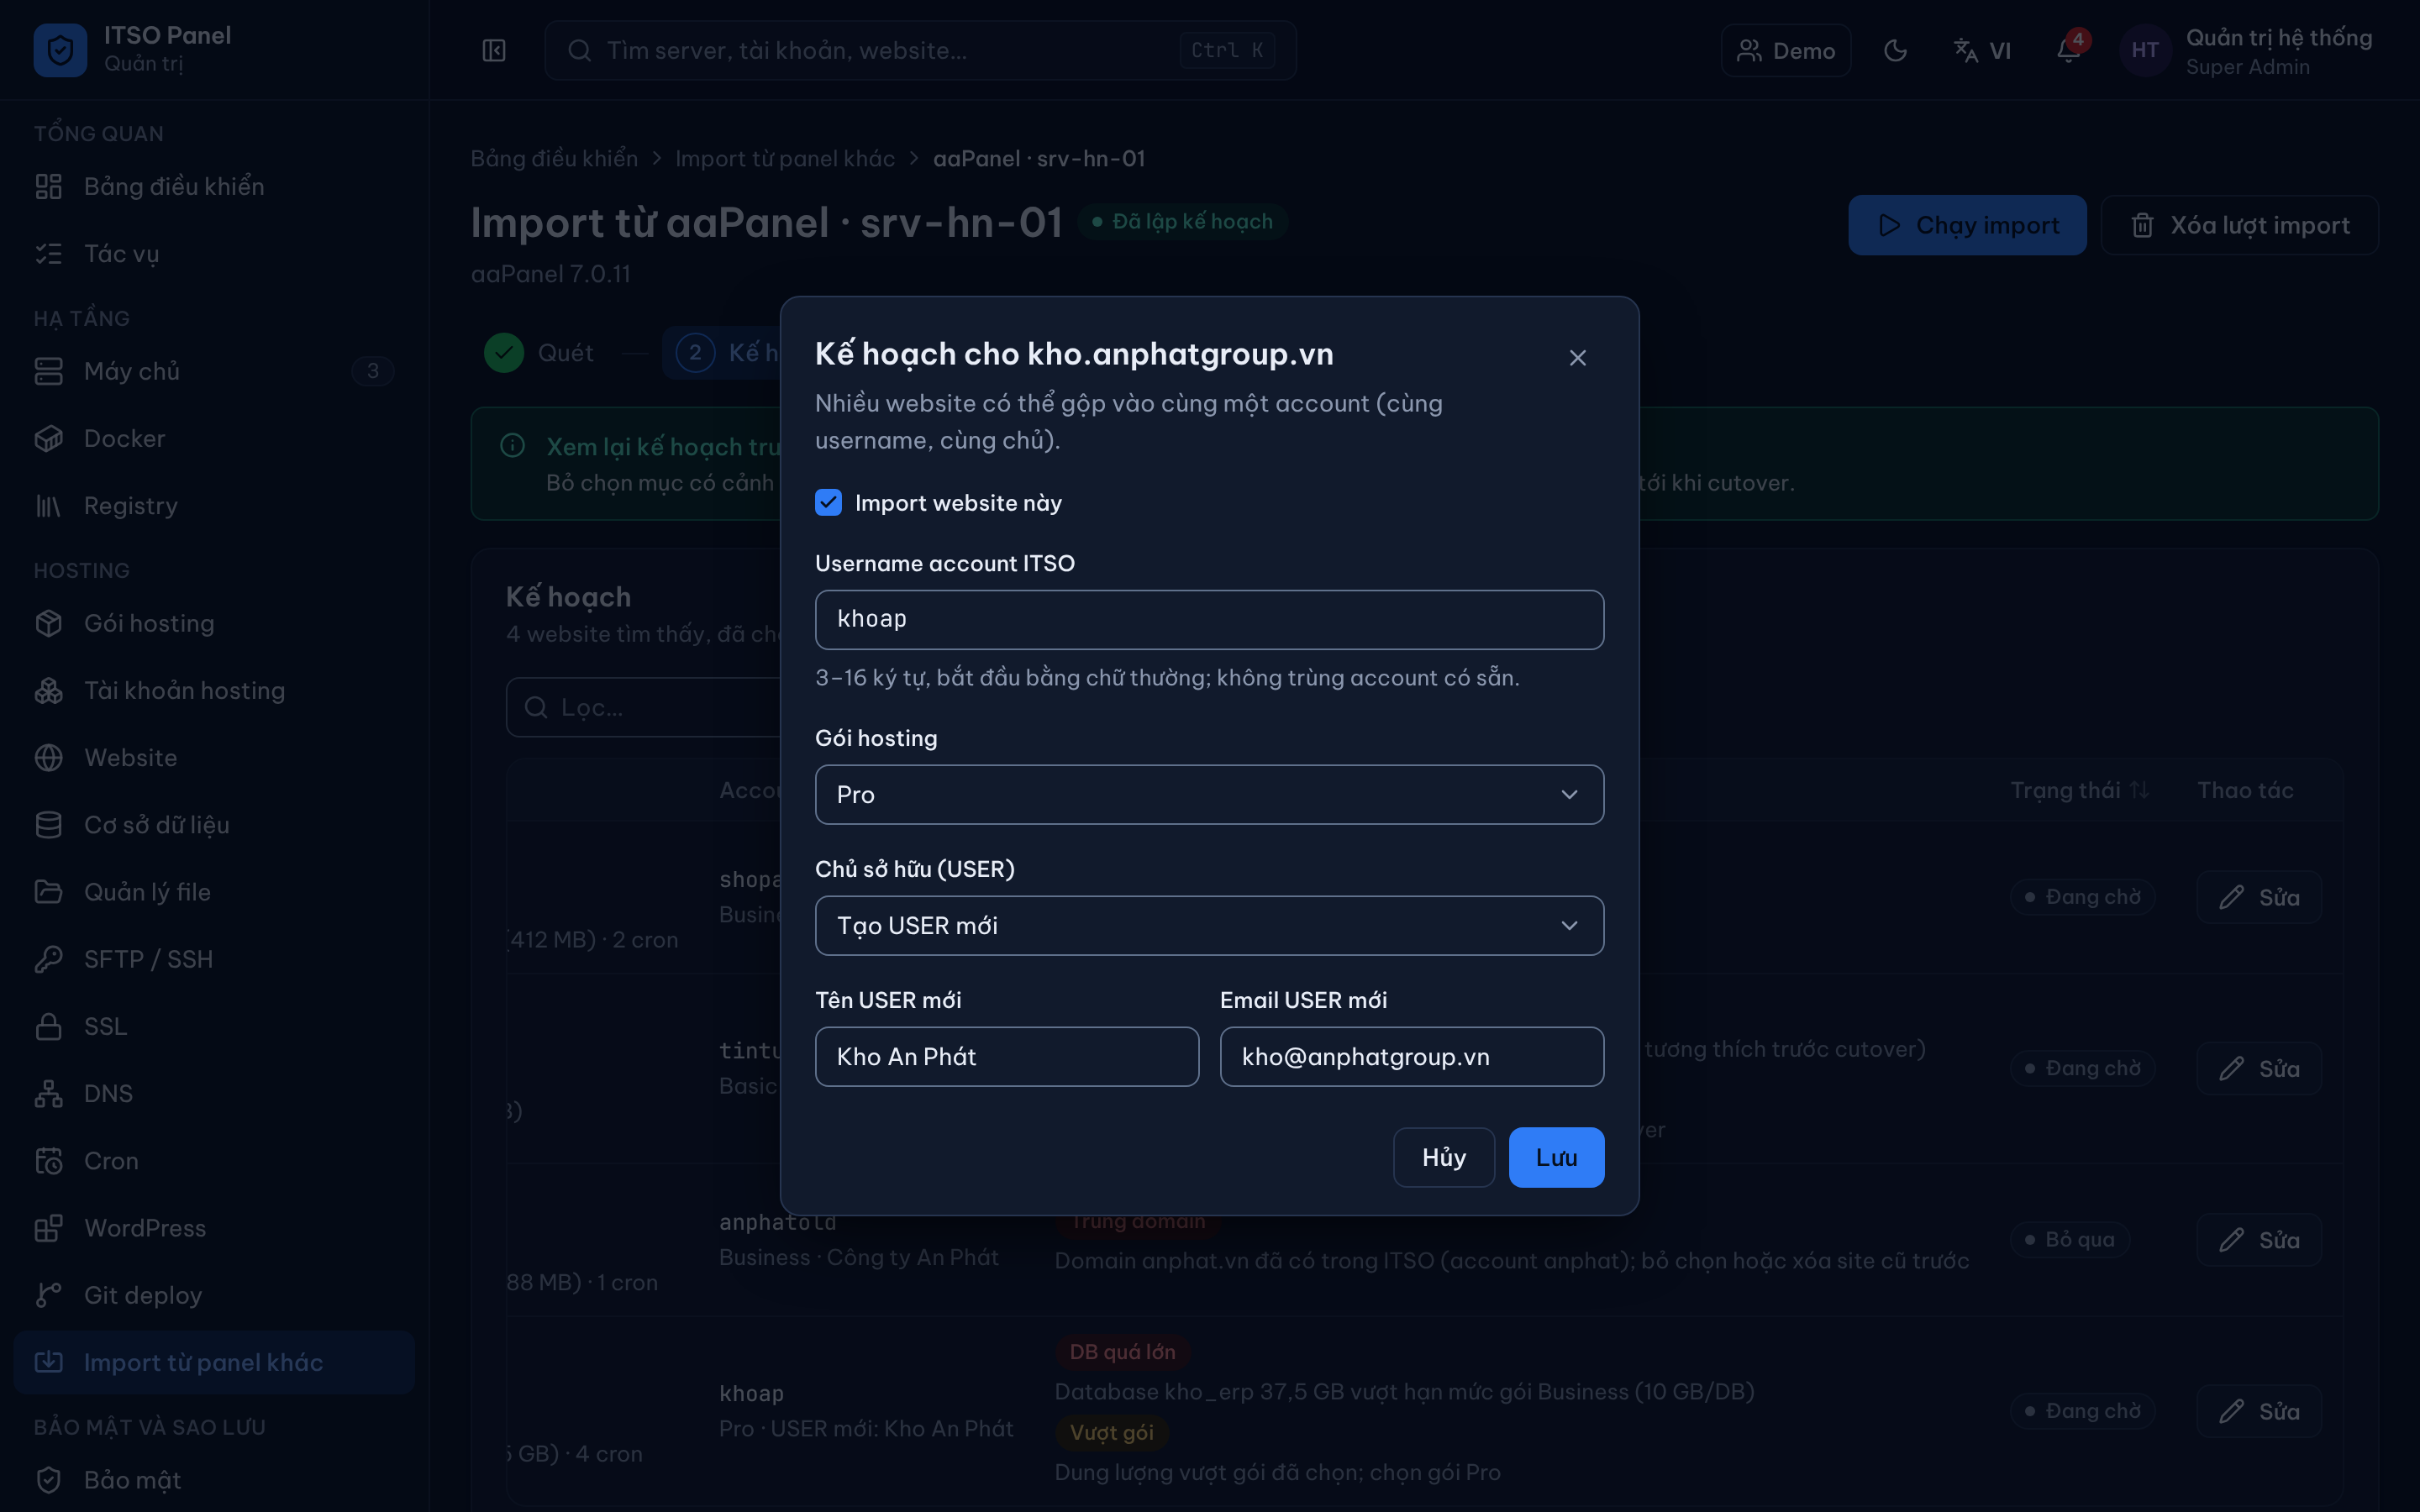 ITSO Panel
Quản trị
Tìm server, tài khoản, website...
Ctrl K
Demo
VI
4
HT
Quản trị hệ thống
Super Admin
TỔNG QUAN
Bảng điều khiển
Tác vụ
HẠ TẦNG
Máy chủ
3
Docker
Registry
HOSTING
Gói hosting
Tài khoản hosting
Website
Cơ sở dữ liệu
Quản lý file
SFTP / SSH
SSL
DNS
Cron
WordPress
Git deploy
Import từ panel khác
BẢO MẬT VÀ SAO LƯU
Bảo mật
Bảng điều khiển > Import từ panel khác > aaPanel · srv-hn-01
Import từ aaPanel · srv-hn-01
Đã lập kế hoạch
Chạy import
Xóa lượt import
aaPanel 7.0.11
Quét
2
Kế h
Xem lại kế hoạch trư
Bỏ chọn mục có cảnh
tới khi cutover.
Kế hoạch
4 website tìm thấy, đã ch
Lọc...
Accou
Trạng thái
Thao tác
shopa
Busine
(412 MB) · 2 cron
Đang chờ
Sửa
tintu
Basic
tương thích trước cutover)
Đang chờ
Sửa
anphatold
Business · Công ty An Phát
88 MB) · 1 cron
Trùng domain
Domain anphat.vn đã có trong ITSO (account anphat); bỏ chọn hoặc xóa site cũ trước
Bỏ qua
Sửa
khoap
Pro · USER mới: Kho An Phát
GB) · 4 cron
DB quá lớn
Database kho_erp 37,5 GB vượt hạn mức gói Business (10 GB/DB)
Vượt gói
Dung lượng vượt gói đã chọn; chọn gói Pro
Đang chờ
Sửa
Kế hoạch cho kho.anphatgroup.vn
Nhiều website có thể gộp vào cùng một account (cùng
username, cùng chủ).
Import website này
Username account ITSO
khoap
3–16 ký tự, bắt đầu bằng chữ thường; không trùng account có sẵn.
Gói hosting
Pro
Chủ sở hữu (USER)
Tạo USER mới
Tên USER mới
Email USER mới
Kho An Phát
kho@anphatgroup.vn
Hủy
Lưu